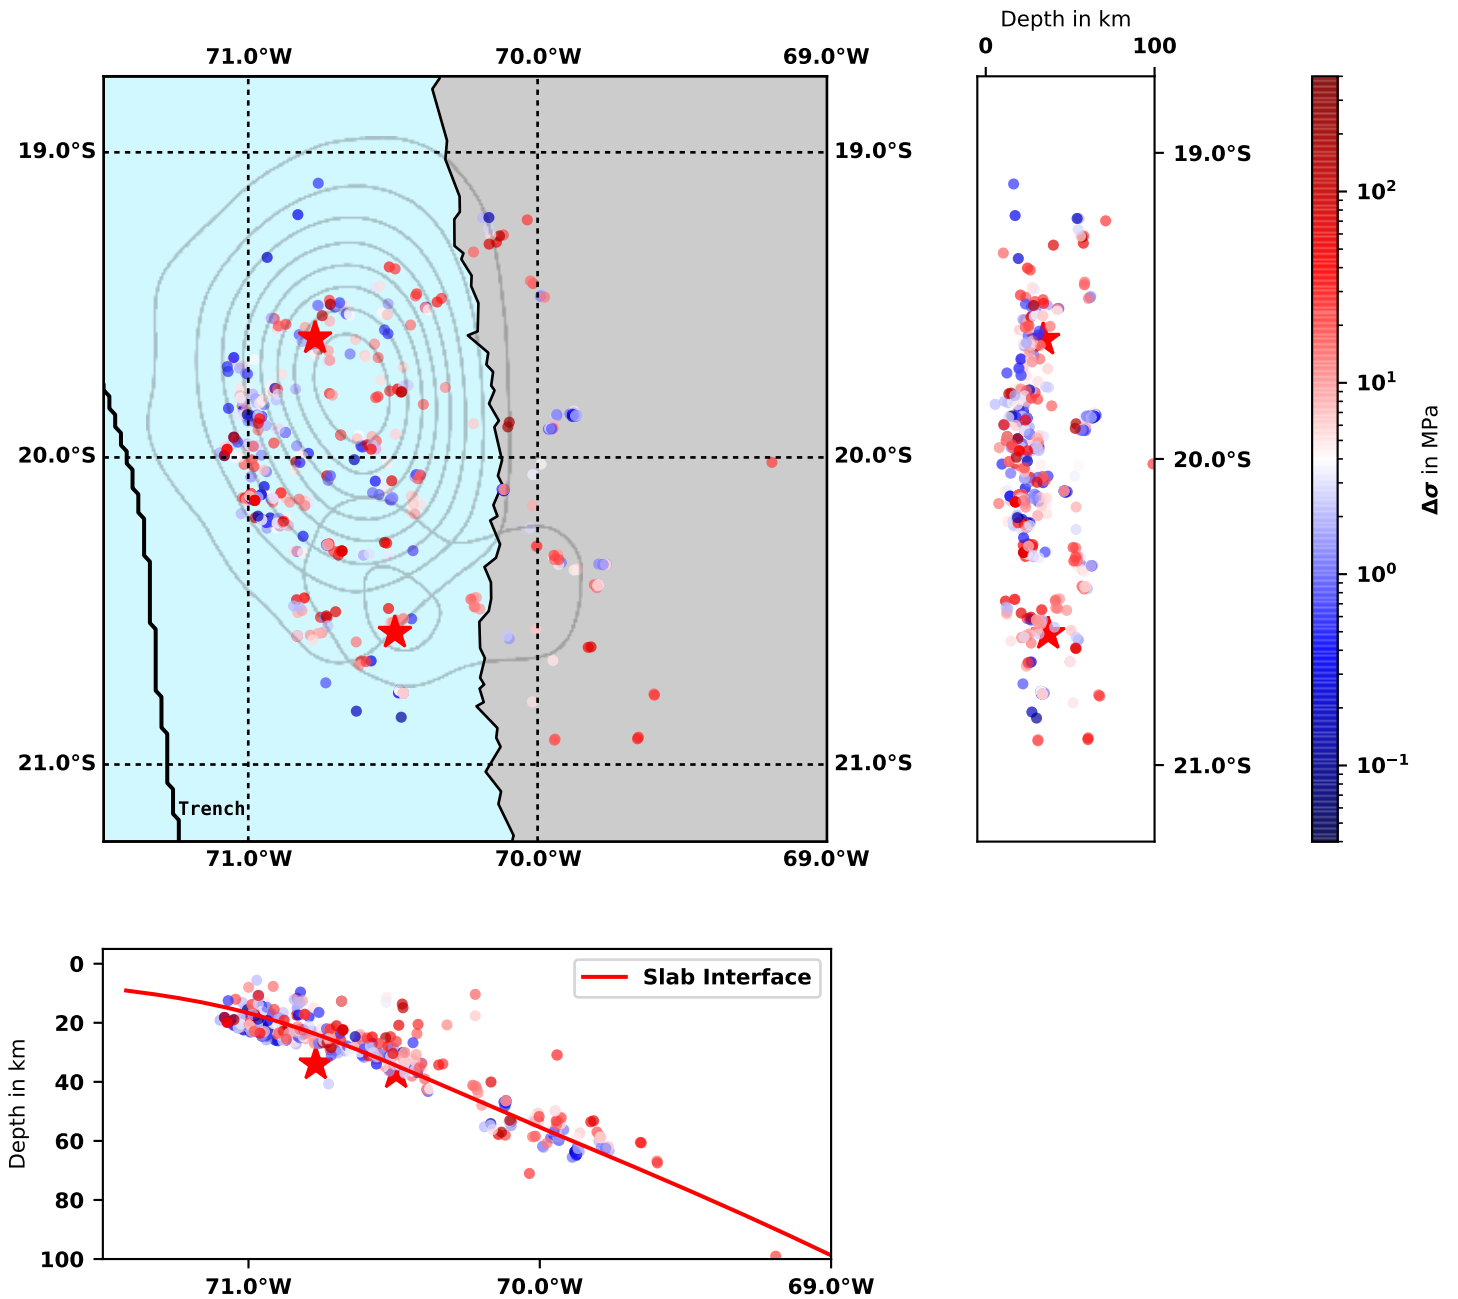 Depth in km
0 100
71.0°W 70.0°W 69.0°W
19.0°S 19.0°S 19.0°S
10²
10¹
20.0°S 20.0°S 20.0°S
Δσ in MPa
10⁰
10⁻¹
21.0°S 21.0°S 21.0°S
Trench
71.0°W 70.0°W 69.0°W
Depth in km
0
20
40
60
80
100
Slab Interface
71.0°W 70.0°W 69.0°W